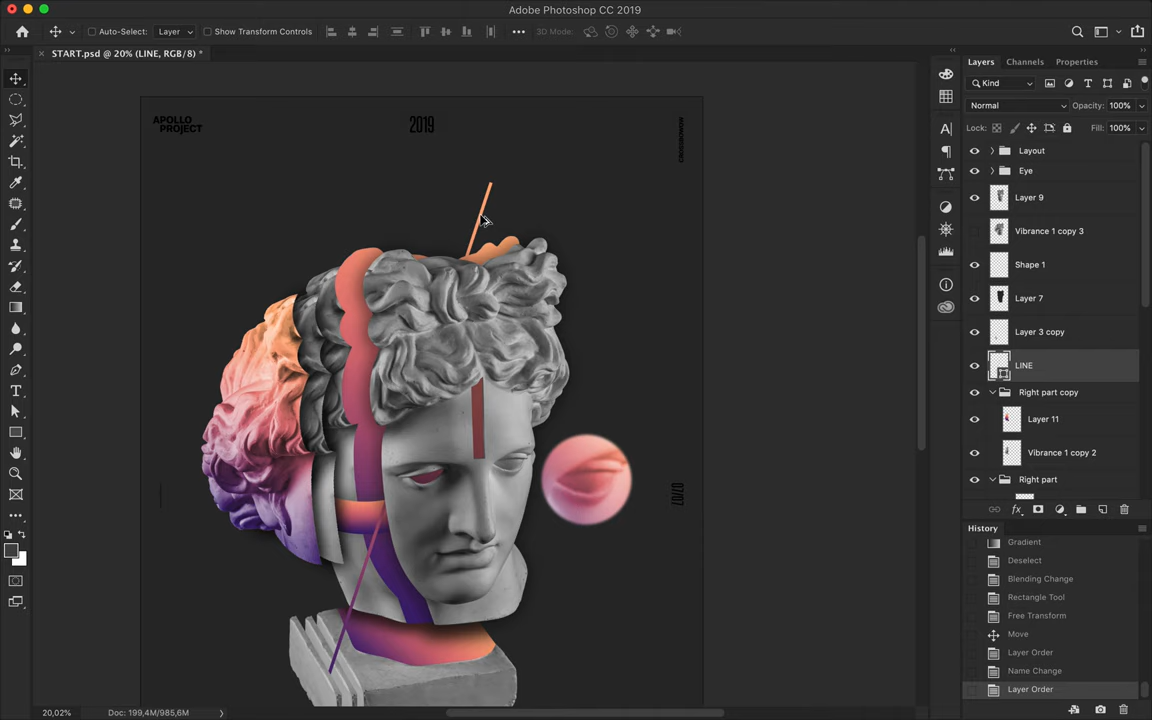 Adobe Photoshop CC 2019
Auto-Select:
Layer
Show Transform Controls
3D Mode:
START.psd @ 20% (LINE, RGB/8) *
APOLLO
PROJECT
2019
07/07
Layers
Channels
Properties
Kind
Normal
Opacity:
100%
Lock:
Fill:
100%
Layout
Eye
Layer 9
Vibrance 1 copy 3
Shape 1
Layer 7
Layer 3 copy
LINE
Right part copy
Layer 11
Vibrance 1 copy 2
Right part
History
Gradient
Deselect
Blending Change
Rectangle Tool
Free Transform
Move
Layer Order
Name Change
Layer Order
20,02%
Doc: 199,4M/985,6M